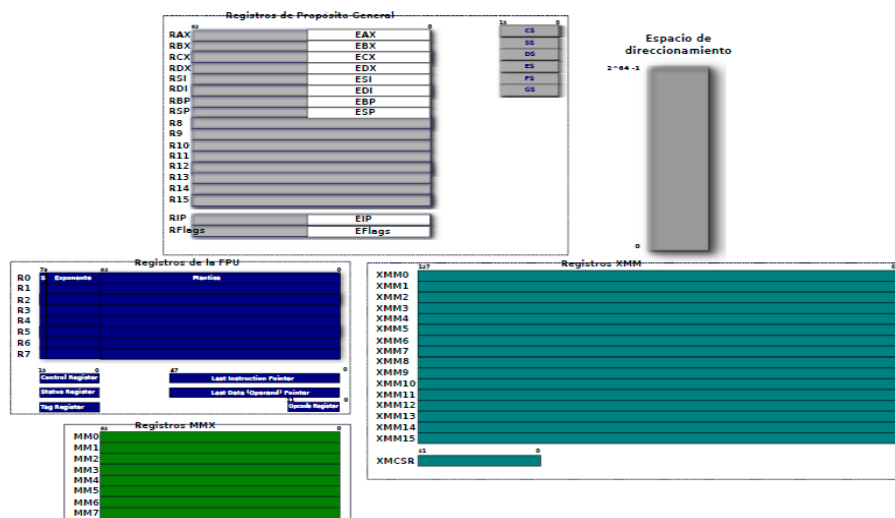 Registros de Propósito General
63 0
RAX EAX
RBX EBX
RCX ECX
RDX EDX
RSI ESI
RDI EDI
RBP EBP
RSP ESP
R8
R9
R10
R11
R12
R13
R14
R15
RIP EIP
RFlags EFlags
15 0
CS
SS
DS
ES
FS
GS
Espacio de
direccionamiento
2^64 -1
0
Registros de la FPU
79 63 0
R0 S Exponente Mantisa
R1
R2
R3
R4
R5
R6
R7
15 0 47 0
Control Register Last Instruction Pointer
Status Register Last Data (Operand) Pointer
0
Tag Register Opcode Register
Registros MMX
63 0
MM0
MM1
MM2
MM3
MM4
MM5
MM6
MM7
Registros XMM
127 0
XMM0
XMM1
XMM2
XMM3
XMM4
XMM5
XMM6
XMM7
XMM8
XMM9
XMM10
XMM11
XMM12
XMM13
XMM14
XMM15
31 0
XMCSR